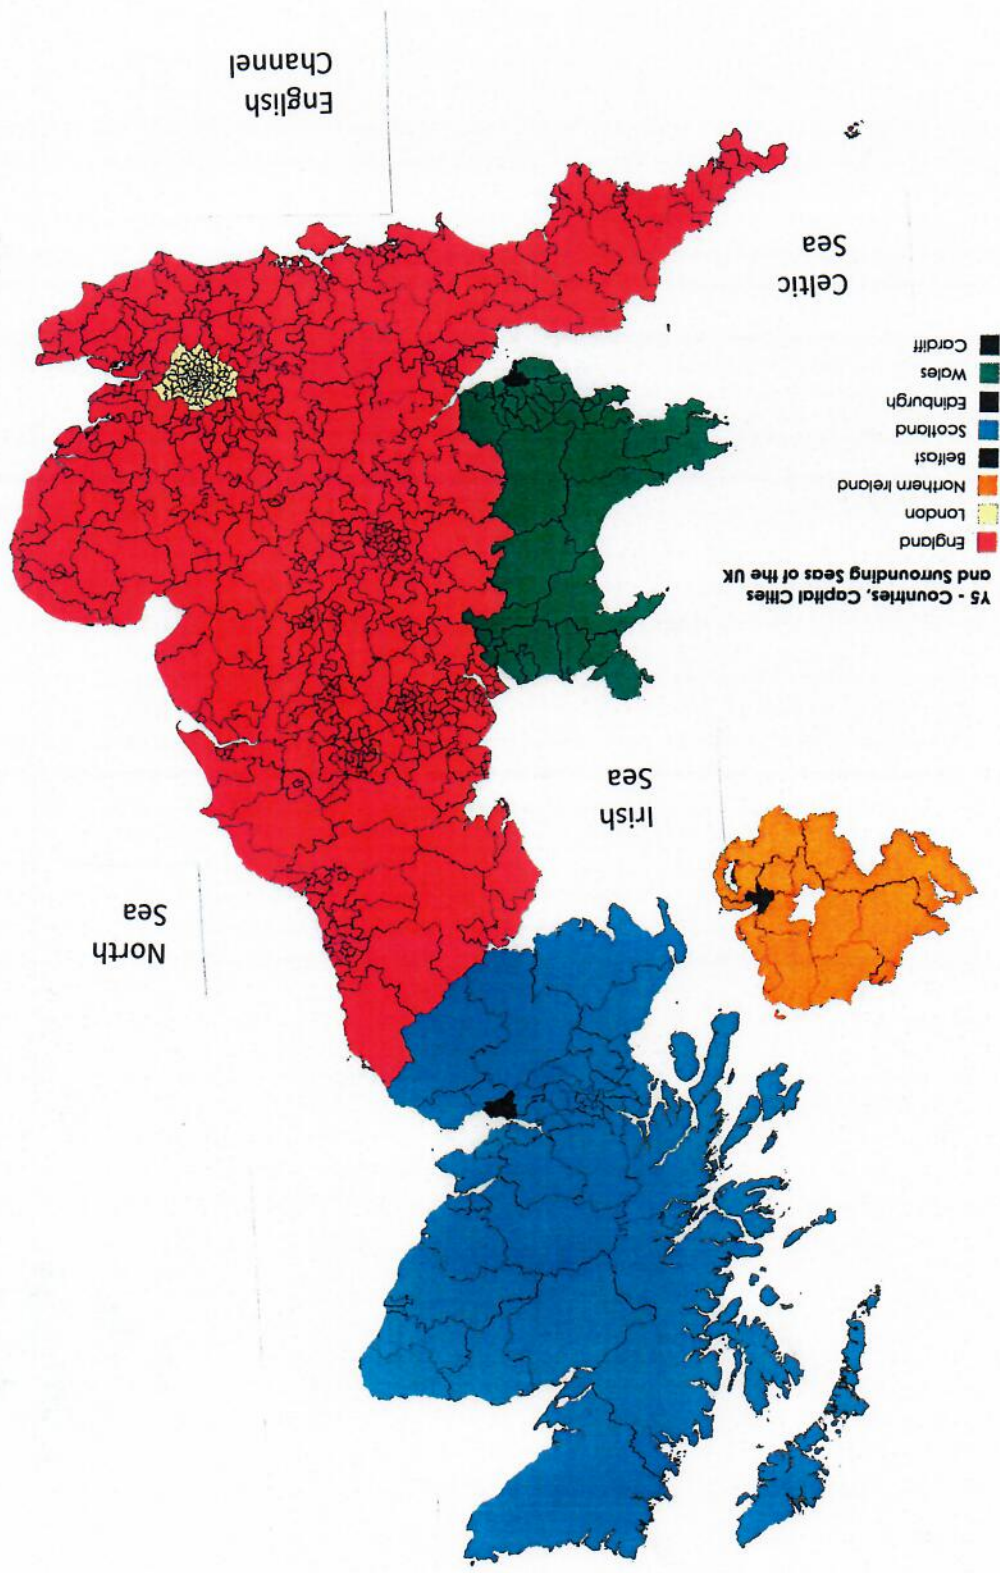 North
Sea
Irish
Sea
Y5 - Countries, Capital Cities
and Surrounding Seas of the UK
England
London
Northern Ireland
Belfast
Scotland
Edinburgh
Wales
Cardiff
Celtic
Sea
English
Channel